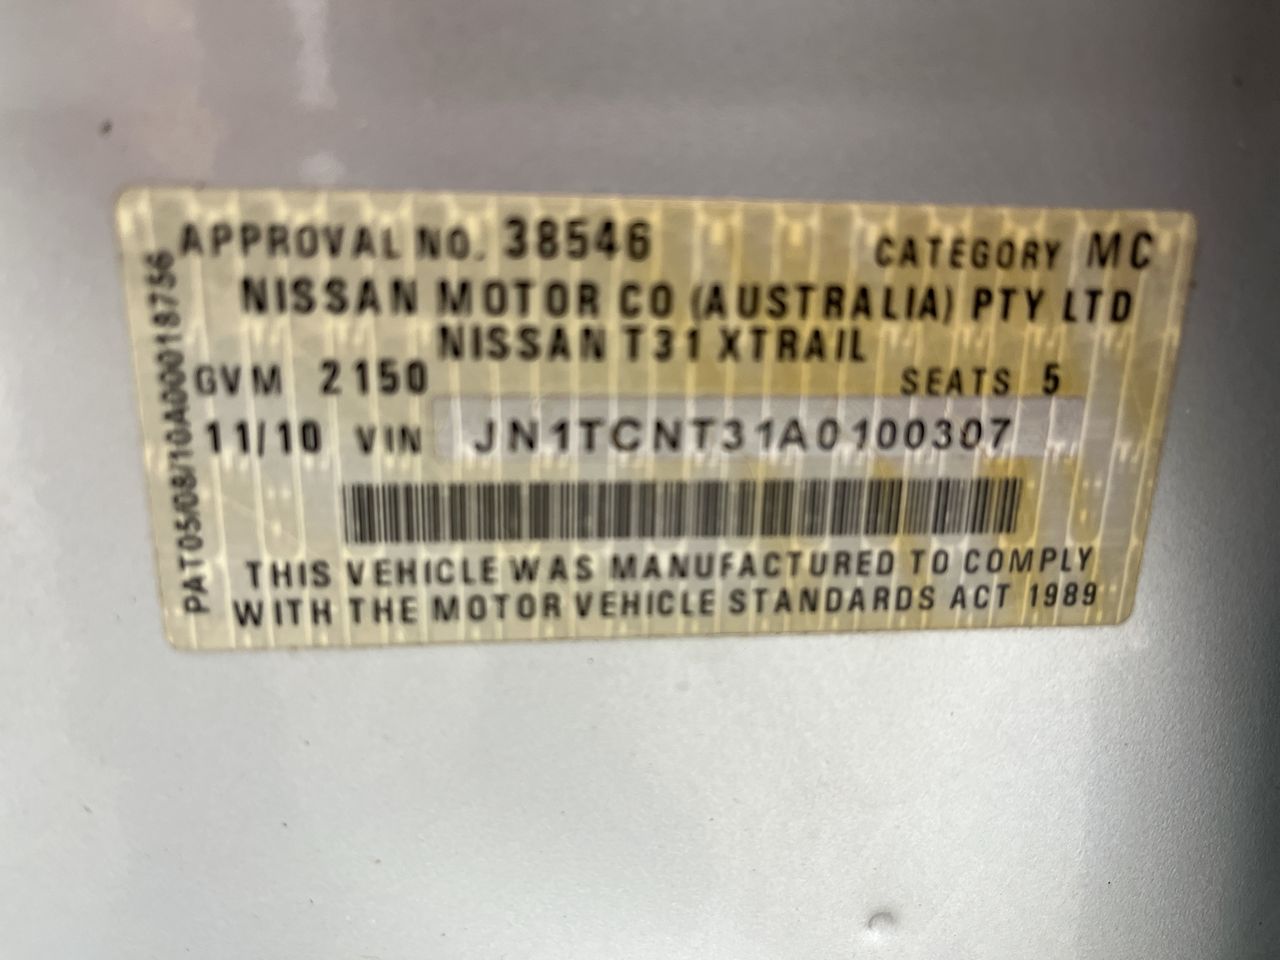 APPROVAL NO. 38546 CATEGORY MC
NISSAN MOTOR CO (AUSTRALIA) PTY LTD
NISSAN T31 XTRAIL
GVM 2150 SEATS 5
11/10 VIN JN1TCNT31A0100307
THIS VEHICLE WAS MANUFACTURED TO COMPLY
WITH THE MOTOR VEHICLE STANDARDS ACT 1989
PAT05/08/10A000018756